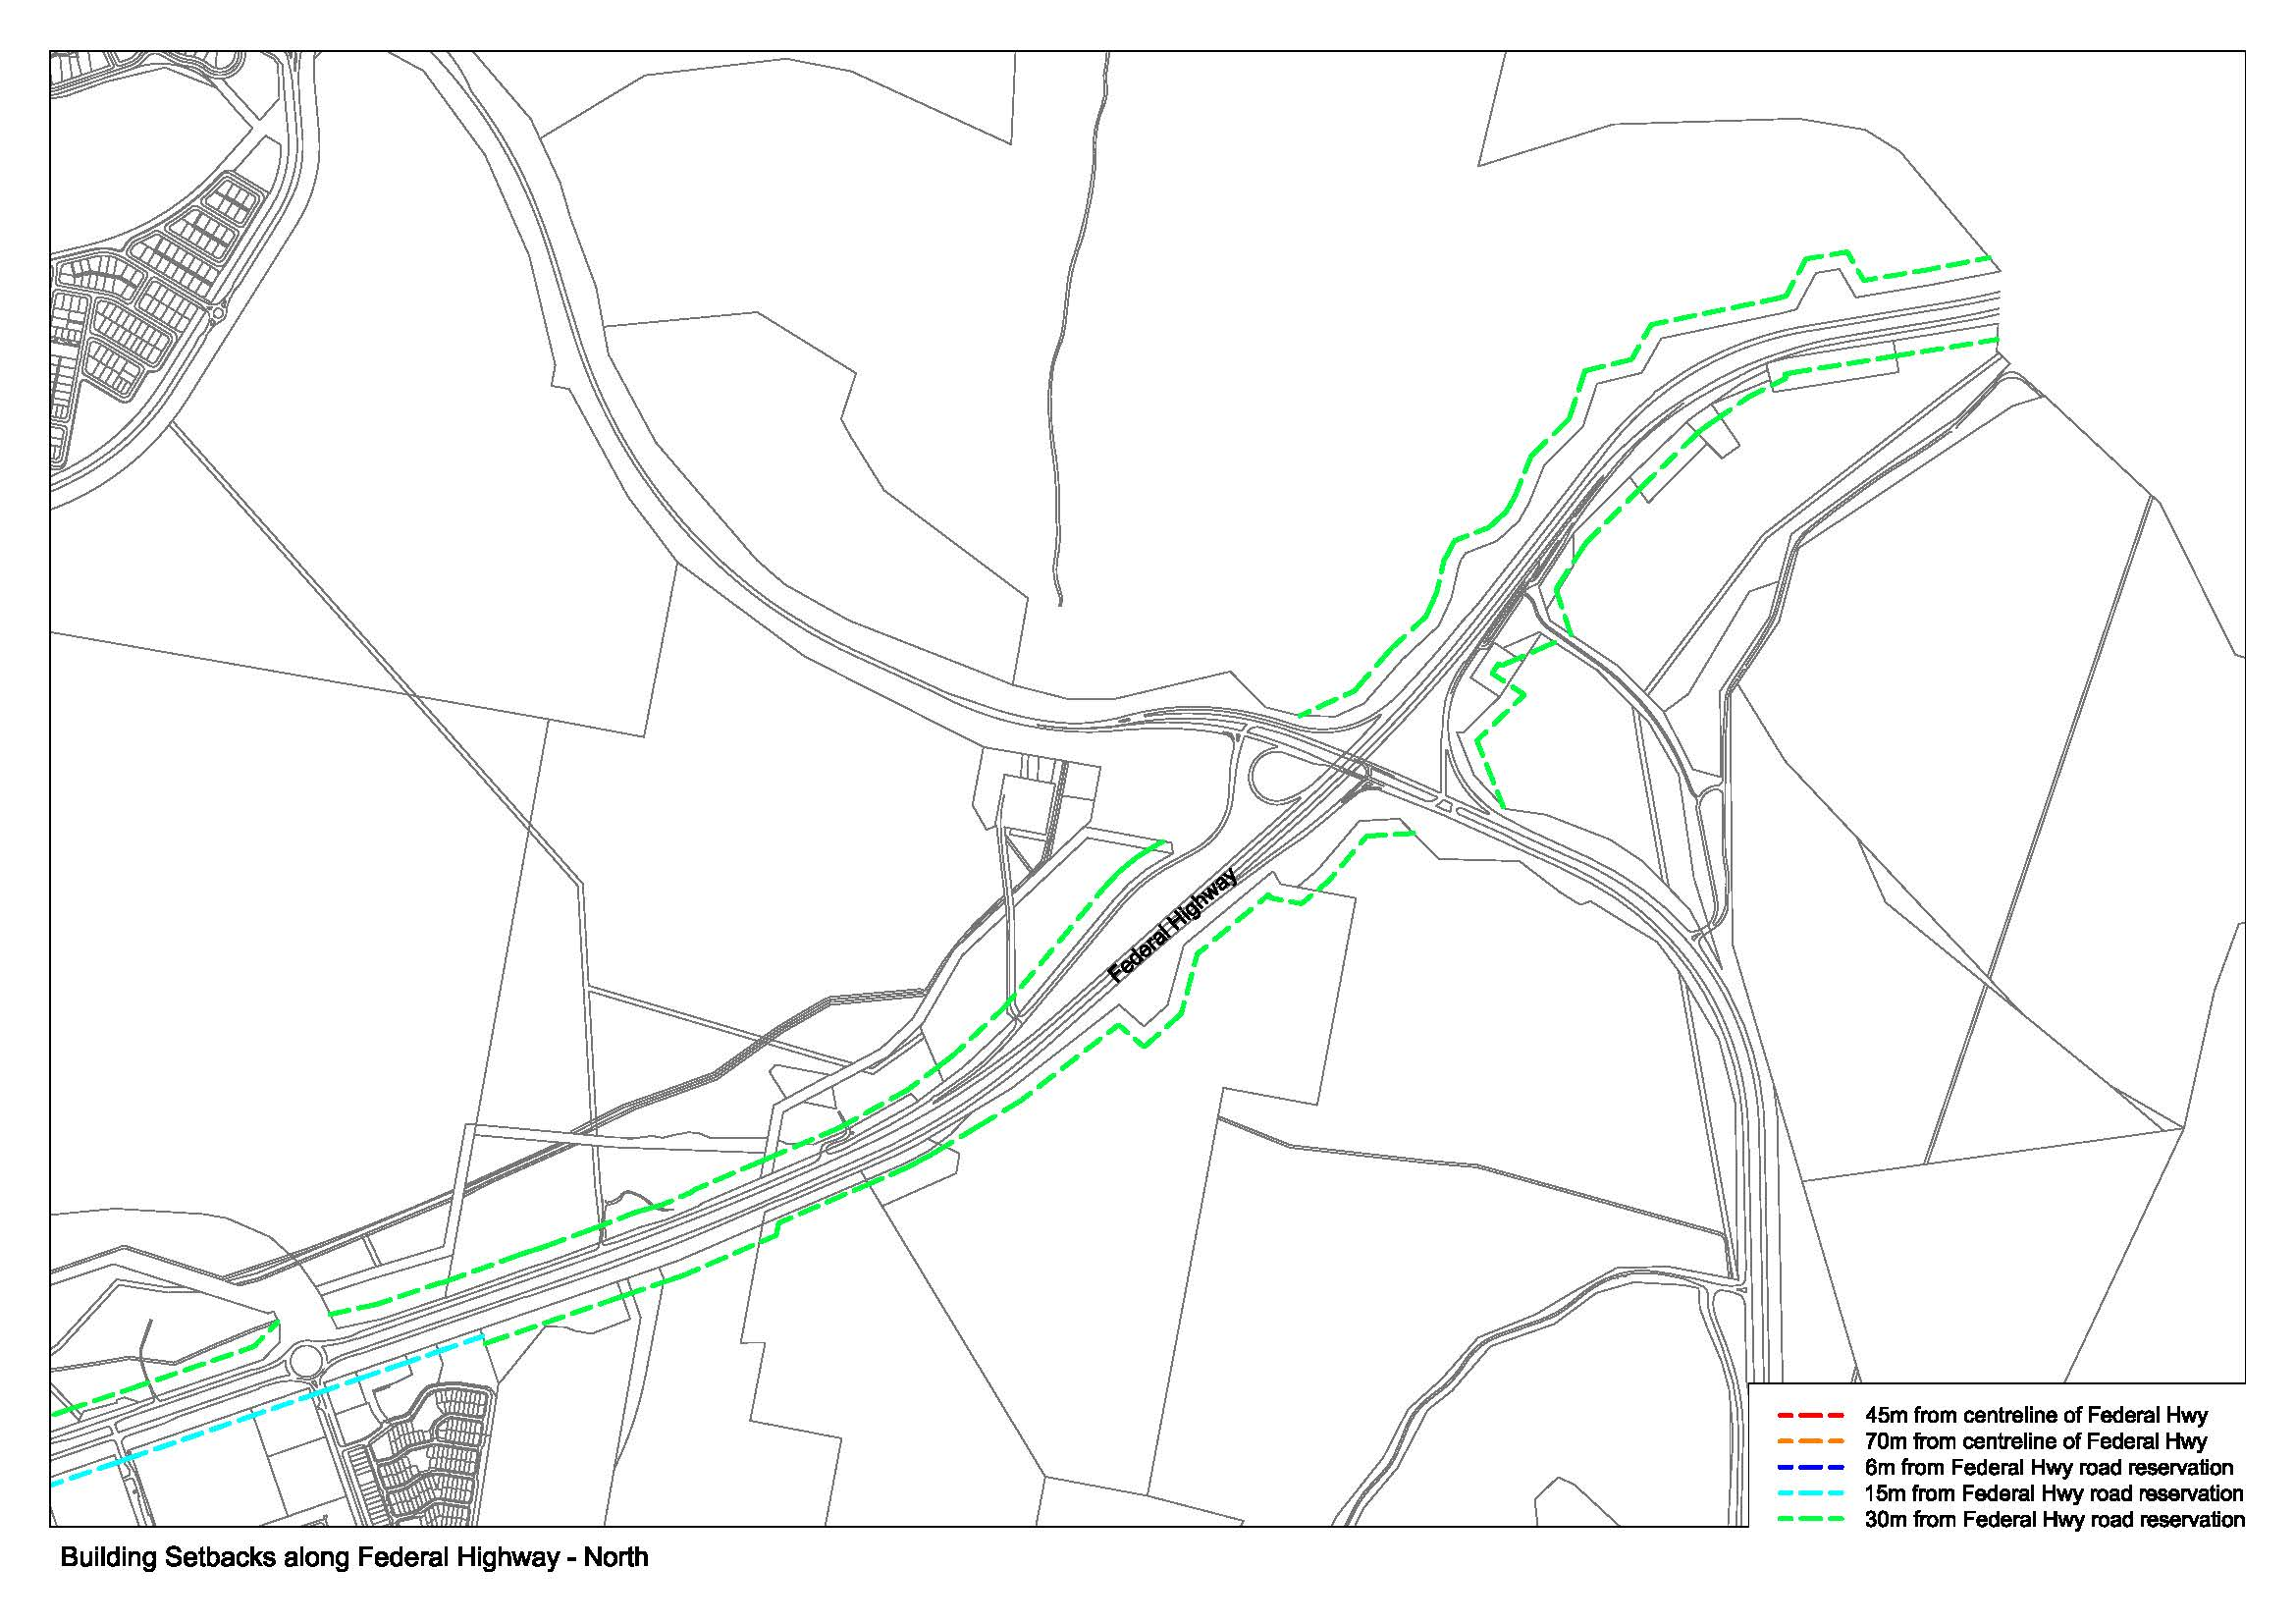 Federal Highway
45m from centreline of Federal Hwy
70m from centreline of Federal Hwy
6m from Federal Hwy road reservation
15m from Federal Hwy road reservation
30m from Federal Hwy road reservation
Building Setbacks along Federal Highway - North